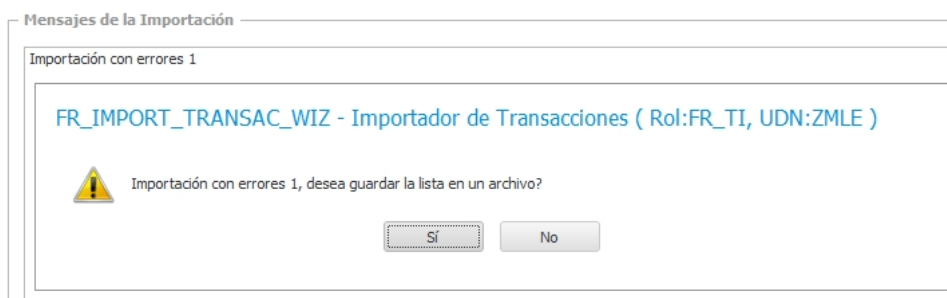 Mensajes de la Importación
Importación con errores 1
FR_IMPORT_TRANSAC_WIZ - Importador de Transacciones ( Rol:FR_TI, UDN:ZMLE )
Importación con errores 1, desea guardar la lista en un archivo?
Sí No